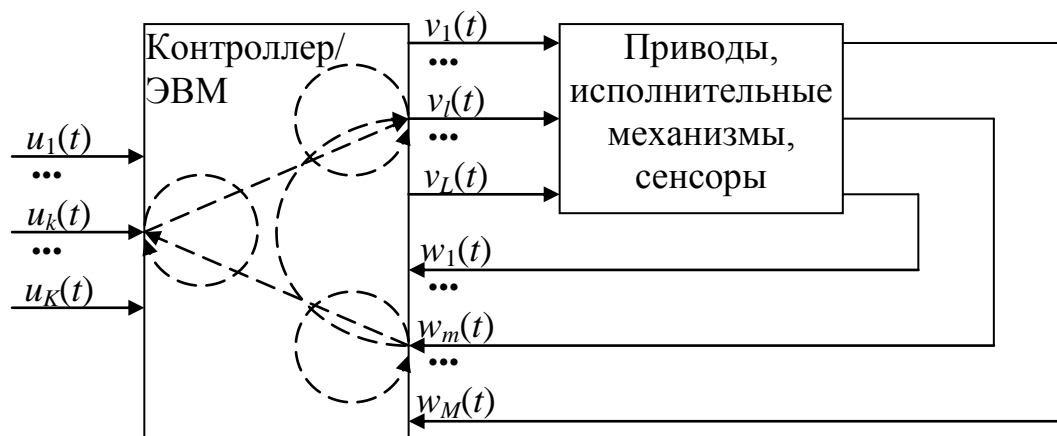 Контроллер/
ЭВМ
u1(t)
...
uk(t)
...
uK(t)
v1(t)
...
vl(t)
...
vL(t)
w1(t)
...
wm(t)
...
wM(t)
Приводы,
исполнительные
механизмы,
сенсоры